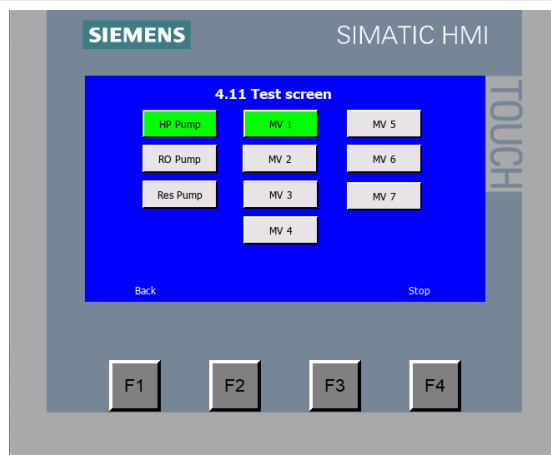 SIEMENS
SIMATIC HMI
TOUCH
4.11 Test screen
HP Pump
MV 1
MV 5
RO Pump
MV 2
MV 6
Res Pump
MV 3
MV 7
MV 4
Back
Stop
F1
F2
F3
F4